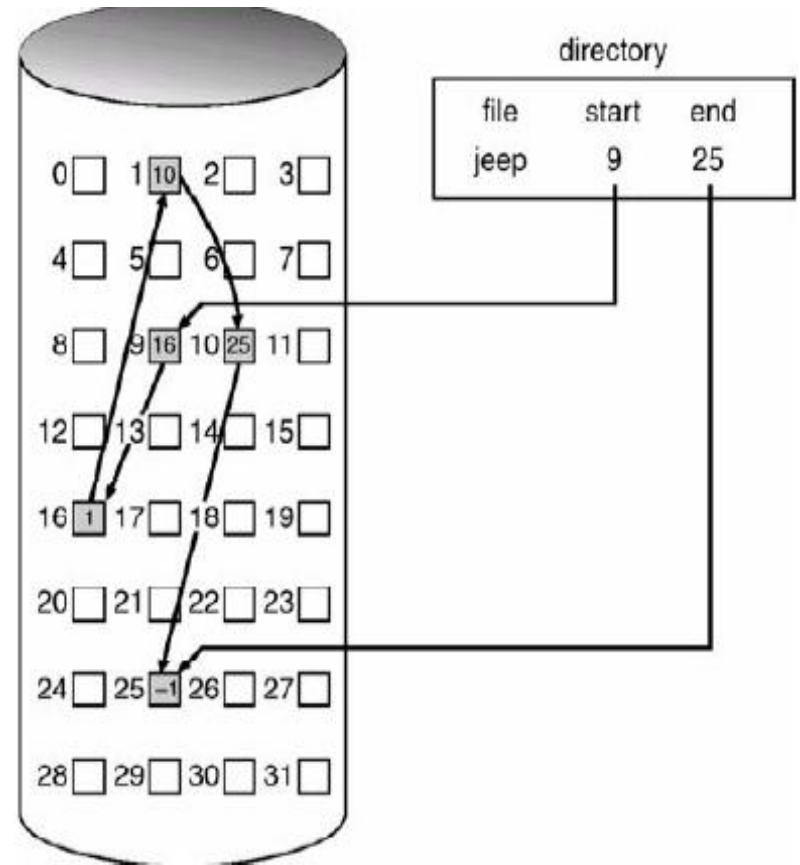 directory
file start end
jeep 9 25
0 1 10 2 3
4 5 6 7
8 9 16 10 25 11
12 13 14 15
16 1 17 18 19
20 21 22 23
24 25 -1 26 27
28 29 30 31